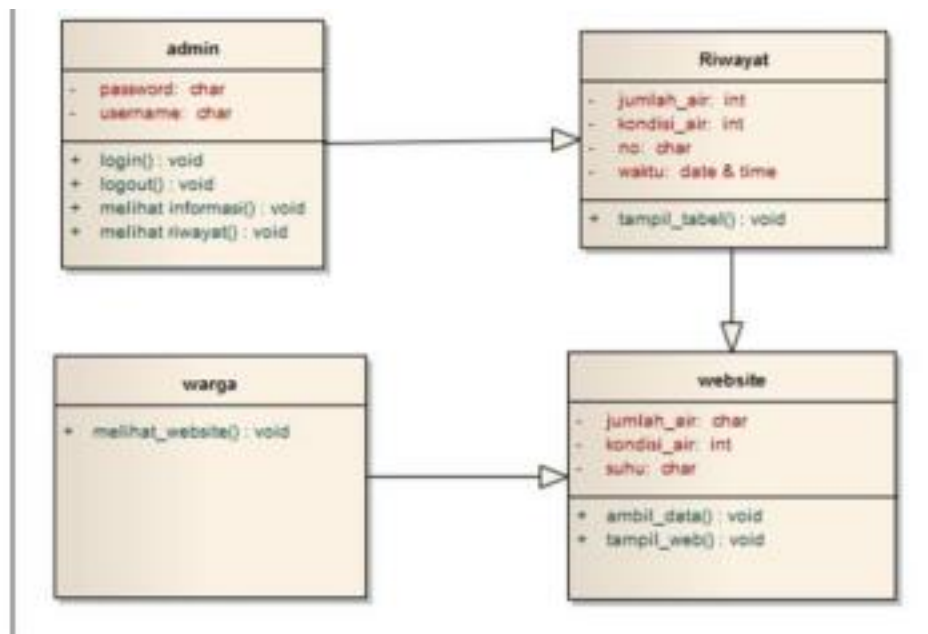 admin
- password: char
- username: char
+ login() : void
+ logout() : void
+ melihat informasi() : void
+ melihat riwayat() : void
Riwayat
- jumlah_air: int
- kondisi_air: int
- no: char
- waktu: date & time
+ tampil_tabel() : void
warga
+ melihat_website() : void
website
- jumlah_air: char
- kondisi_air: int
- suhu: char
+ ambil_data() : void
+ tampil_web() : void